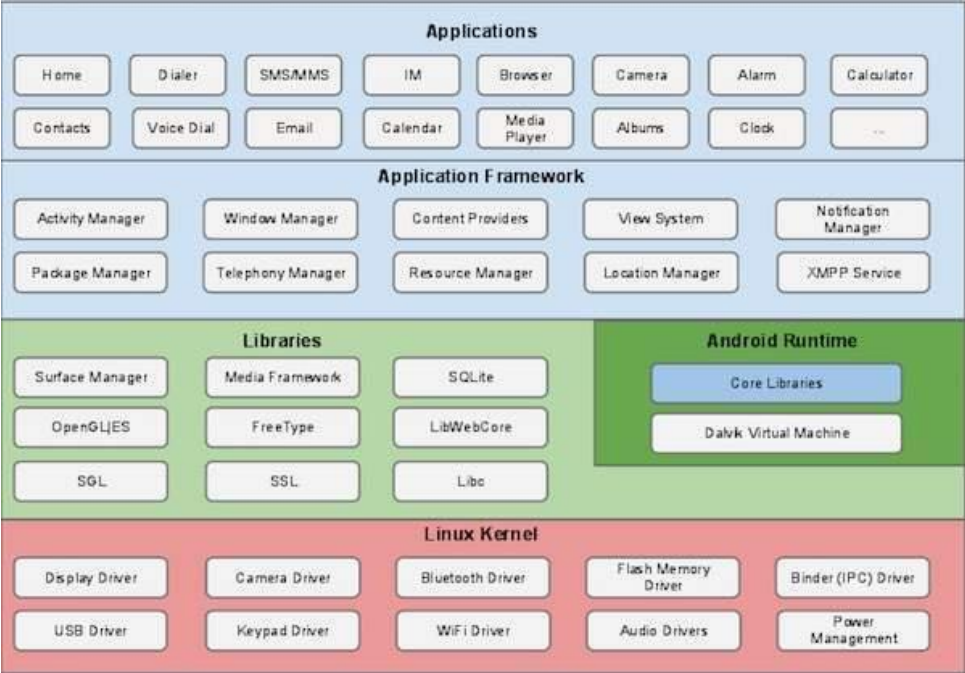 Applications
Home
Dialer
SMS/MMS
IM
Browser
Camera
Alarm
Calculator
Contacts
Voice Dial
Email
Calendar
Media
Player
Albums
Clock
...
Application Framework
Activity Manager
Window Manager
Content Providers
View System
Notification
Manager
Package Manager
Telephony Manager
Resource Manager
Location Manager
XMPP Service
Libraries
Surface Manager
Media Framework
SQLite
OpenGL|ES
FreeType
LibWebCore
SGL
SSL
Libc
Android Runtime
Core Libraries
Dalvik Virtual Machine
Linux Kernel
Display Driver
Camera Driver
Bluetooth Driver
Flash Memory
Driver
Binder (IPC) Driver
USB Driver
Keypad Driver
WiFi Driver
Audio Drivers
Power
Management